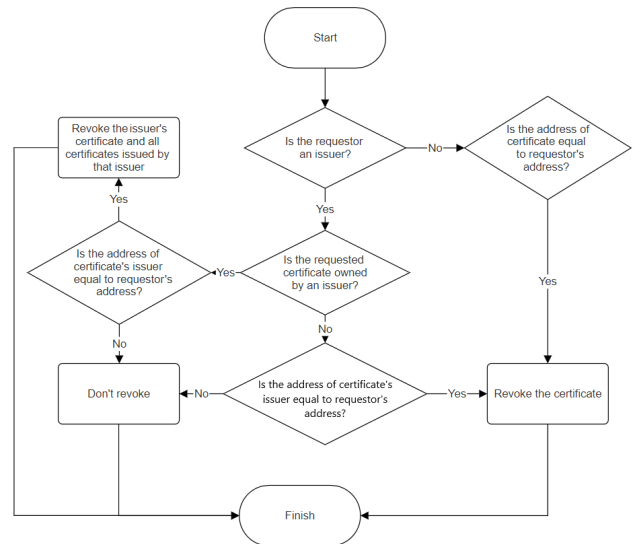 Start
Revoke the issuer's
certificate and all
certificates issued by
that issuer
Is the requestor
an issuer?
No
Is the address of
certificate equal
to requestor's
address?
Yes
Yes
Is the address of
certificate's issuer
equal to requestor's
address?
Yes
Is the requested
certificate owned
by an issuer?
Yes
No
No
Don't revoke
No
Is the address of certificate's
issuer equal to requestor's
address?
Yes
Revoke the certificate
Finish